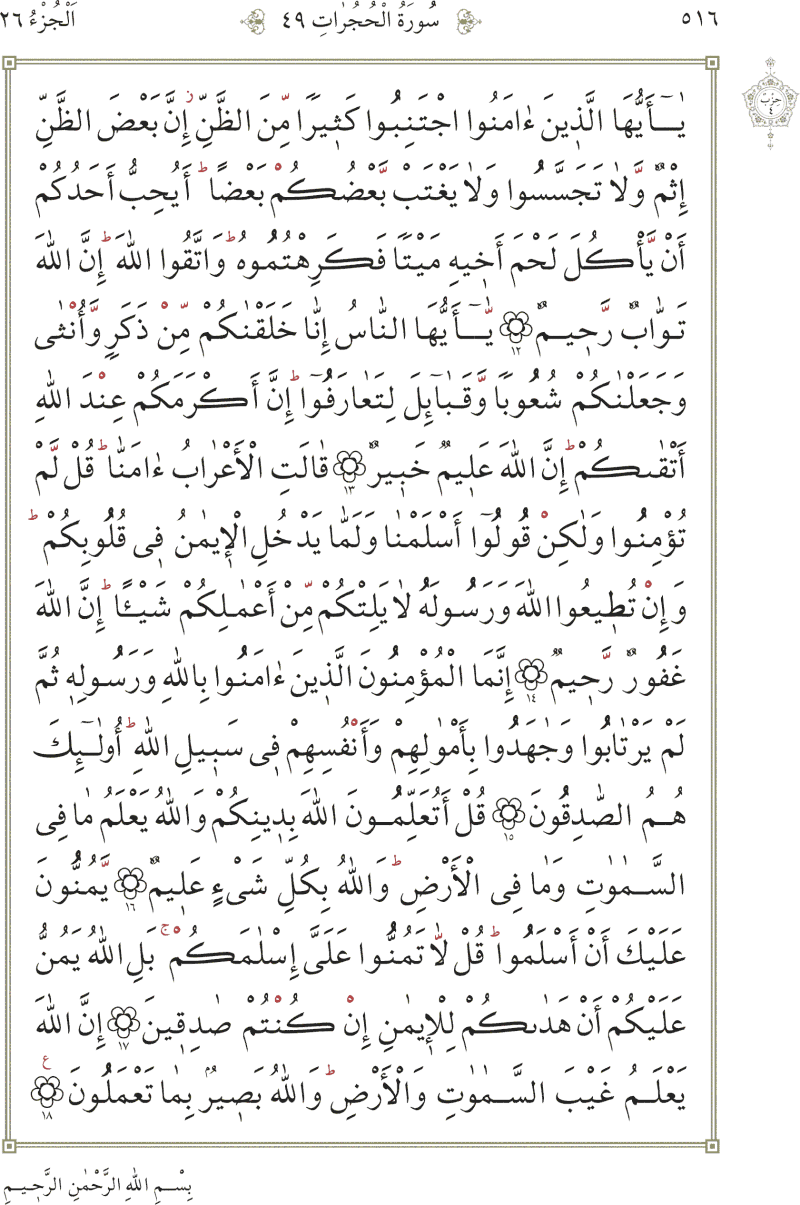 ٥١٦ سُورَةُ الْحُجُرَاتِ ٤٩ اَلْجُزْءُ ٢٦
حزب ٤
يٰٓأَيُّهَا الَّذِينَ ءَامَنُوا اجْتَنِبُوا كَثِيرًا مِّنَ الظَّنِّ ۘ إِنَّ بَعْضَ الظَّنِّ
إِثْمٌ وَّلَا تَجَسَّسُوا وَلَا يَغْتَبْ بَّعْضُكُمْ بَعْضًا ؕ أَيُحِبُّ أَحَدُكُمْ
أَنْ يَّأْكُلَ لَحْمَ أَخِيهِ مَيْتًا فَكَرِهْتُمُوهُ ؕ وَاتَّقُوا اللّٰهَ ؕ إِنَّ اللّٰهَ
تَوَّابٌ رَّحِيمٌ ١٢ يّٰٓأَيُّهَا النَّاسُ إِنَّا خَلَقْنٰكُمْ مِّنْ ذَكَرٍ وَّأُنْثٰى
وَجَعَلْنٰكُمْ شُعُوبًا وَّقَبَآئِلَ لِتَعَارَفُوٓا ؕ إِنَّ أَكْرَمَكُمْ عِنْدَ اللّٰهِ
أَتْقٰىكُمْ ؕ إِنَّ اللّٰهَ عَلِيمٌ خَبِيرٌ ١٣ قَالَتِ الْأَعْرَابُ ءَامَنَّا ؕ قُلْ لَّمْ
تُؤْمِنُوا وَلٰكِنْ قُولُوٓا أَسْلَمْنَا وَلَمَّا يَدْخُلِ الْإِيمٰنُ فِى قُلُوبِكُمْ ؕ
وَإِنْ تُطِيعُوا اللّٰهَ وَرَسُولَهُ لَا يَلِتْكُمْ مِّنْ أَعْمٰلِكُمْ شَيْئًا ؕ إِنَّ اللّٰهَ
غَفُورٌ رَّحِيمٌ ١٤ إِنَّمَا الْمُؤْمِنُونَ الَّذِينَ ءَامَنُوا بِاللّٰهِ وَرَسُولِهِ ثُمَّ
لَمْ يَرْتَابُوا وَجٰهَدُوا بِأَمْوٰلِهِمْ وَأَنْفُسِهِمْ فِى سَبِيلِ اللّٰهِ ؕ أُولٰٓئِكَ
هُمُ الصّٰدِقُونَ ١٥ قُلْ أَتُعَلِّمُونَ اللّٰهَ بِدِينِكُمْ وَاللّٰهُ يَعْلَمُ مَا فِى
السَّمٰوٰتِ وَمَا فِى الْأَرْضِ ؕ وَاللّٰهُ بِكُلِّ شَىْءٍ عَلِيمٌ ١٦ يَّمُنُّونَ
عَلَيْكَ أَنْ أَسْلَمُوا ؕ قُلْ لَّا تَمُنُّوا عَلَىَّ إِسْلٰمَكُمْ ۚ بَلِ اللّٰهُ يَمُنُّ
عَلَيْكُمْ أَنْ هَدٰىكُمْ لِلْإِيمٰنِ إِنْ كُنْتُمْ صٰدِقِينَ ١٧ إِنَّ اللّٰهَ
يَعْلَمُ غَيْبَ السَّمٰوٰتِ وَالْأَرْضِ ؕ وَاللّٰهُ بَصِيرٌ بِمَا تَعْمَلُونَ ١٨ ع
بِسْمِ اللّٰهِ الرَّحْمٰنِ الرَّحِيمِ